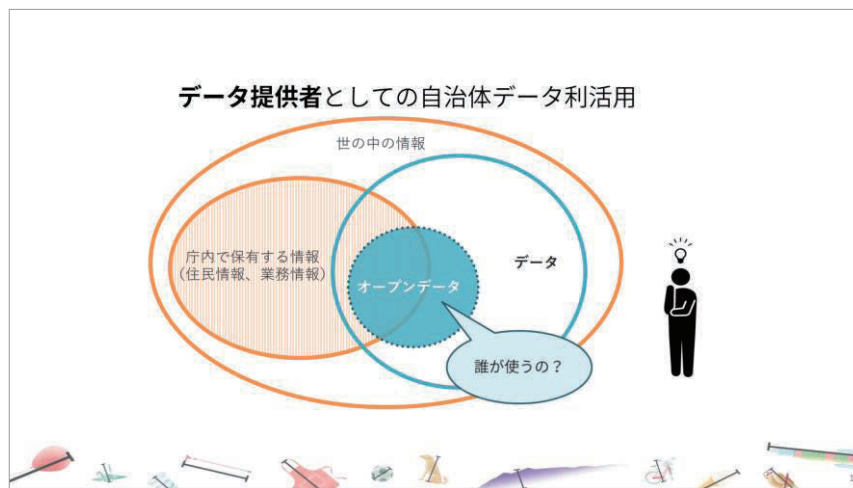 データ提供者としての自治体データ利活用
世の中の情報
庁内で保有する情報
（住民情報、業務情報）
データ
オープンデータ
誰が使うの？